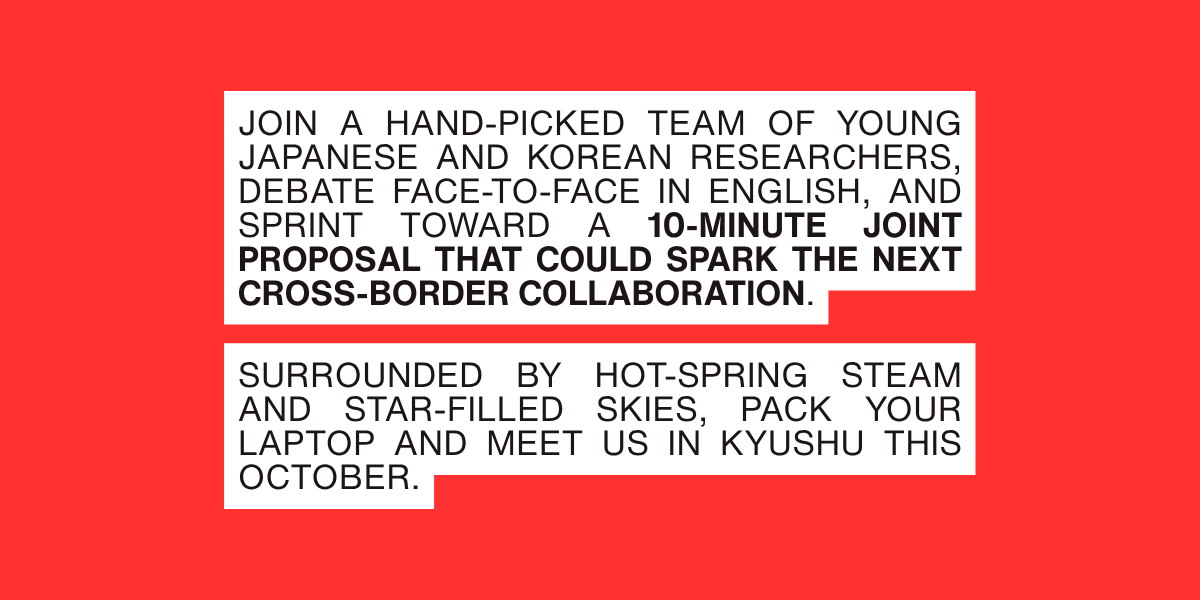 JOIN A HAND-PICKED TEAM OF YOUNG
JAPANESE AND KOREAN RESEARCHERS,
DEBATE FACE-TO-FACE IN ENGLISH, AND
SPRINT TOWARD A 10-MINUTE JOINT
PROPOSAL THAT COULD SPARK THE NEXT
CROSS-BORDER COLLABORATION.
SURROUNDED BY HOT-SPRING STEAM
AND STAR-FILLED SKIES, PACK YOUR
LAPTOP AND MEET US IN KYUSHU THIS
OCTOBER.